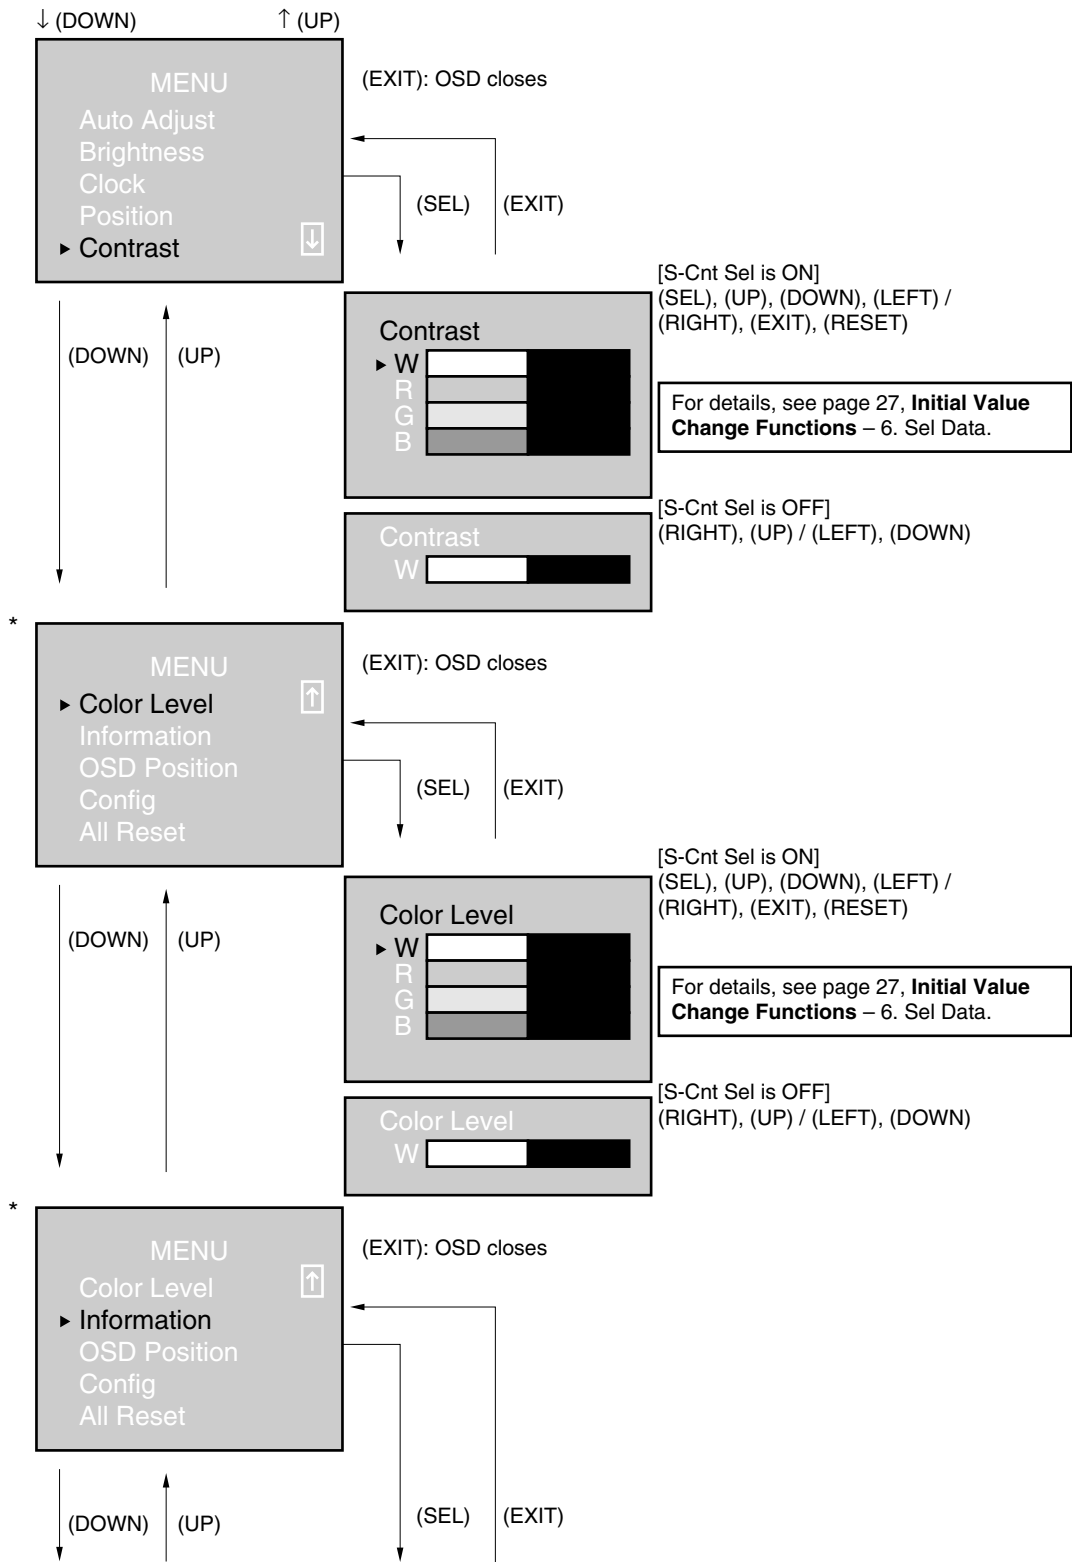 ↓ (DOWN) ↑ (UP)
MENU
Auto Adjust
Brightness
Clock
Position
▸ Contrast ↓
(EXIT): OSD closes
(SEL) (EXIT)
(DOWN) (UP)
Contrast
▸ W
R
G
B
[S-Cnt Sel is ON]
(SEL), (UP), (DOWN), (LEFT) /
(RIGHT), (EXIT), (RESET)
For details, see page 27, Initial Value
Change Functions – 6. Sel Data.
Contrast
W
[S-Cnt Sel is OFF]
(RIGHT), (UP) / (LEFT), (DOWN)
*
MENU
▸ Color Level ↑
Information
OSD Position
Config
All Reset
(EXIT): OSD closes
(SEL) (EXIT)
(DOWN) (UP)
Color Level
▸ W
R
G
B
[S-Cnt Sel is ON]
(SEL), (UP), (DOWN), (LEFT) /
(RIGHT), (EXIT), (RESET)
For details, see page 27, Initial Value
Change Functions – 6. Sel Data.
Color Level
W
[S-Cnt Sel is OFF]
(RIGHT), (UP) / (LEFT), (DOWN)
*
MENU
Color Level ↑
▸ Information
OSD Position
Config
All Reset
(EXIT): OSD closes
(SEL) (EXIT)
(DOWN) (UP)